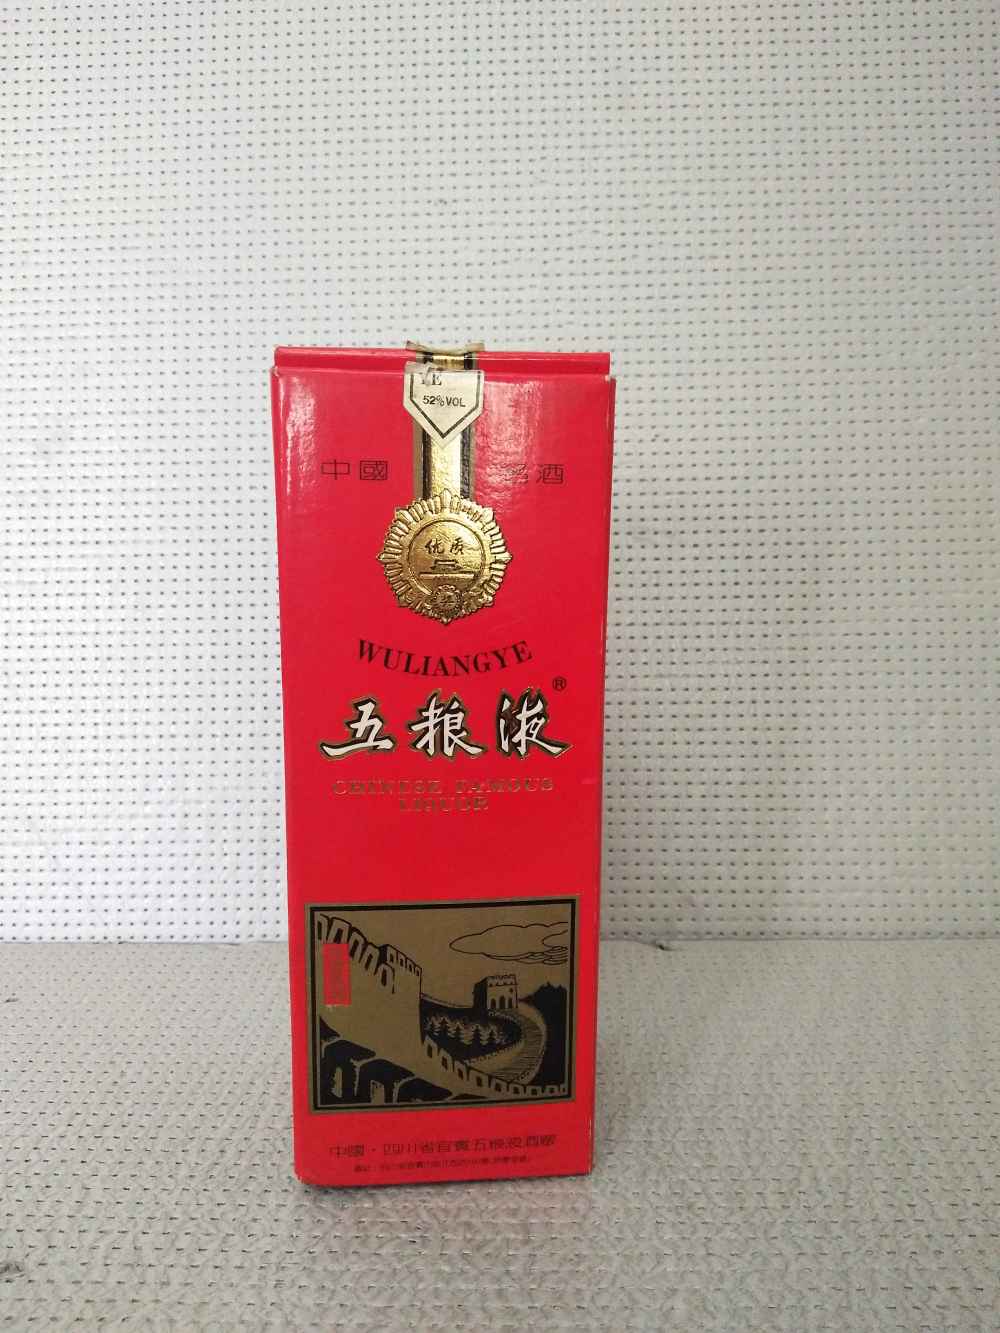 YE
52%VOL
中國 名酒
优质
WULIANGYE
五粮液®
CHINESE FAMOUS
LIQUOR
中國·四川省宜賓五粮液酒廠